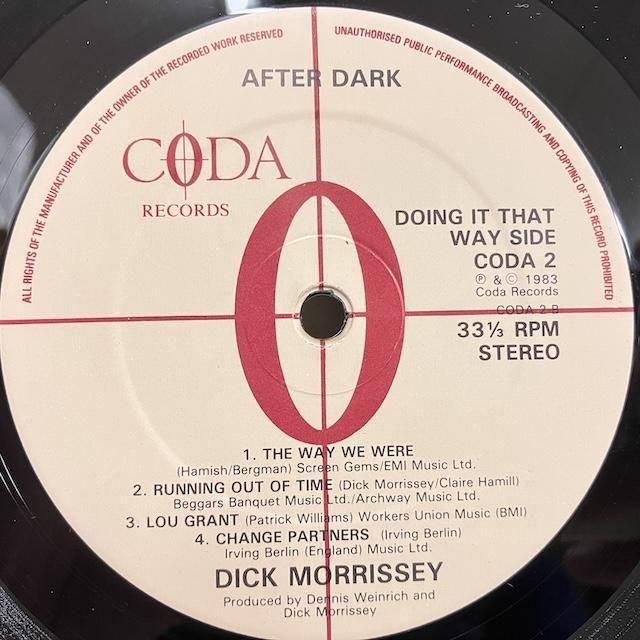 ALL RIGHTS OF THE MANUFACTURER AND OF THE OWNER OF THE RECORDED WORK RESERVED
UNAUTHORISED PUBLIC PERFORMANCE BROADCASTING AND COPYING OF THIS RECORD PROHIBITED
AFTER DARK
CODA
RECORDS
DOING IT THAT
WAY SIDE
CODA 2
℗ & © 1983
Coda Records
CODA 2 B
33⅓ RPM
STEREO
1. THE WAY WE WERE
(Hamish/Bergman) Screen Gems/EMI Music Ltd.
2. RUNNING OUT OF TIME (Dick Morrissey/Claire Hamill)
Beggars Banquet Music Ltd./Archway Music Ltd.
3. LOU GRANT (Patrick Williams) Workers Union Music (BMI)
4. CHANGE PARTNERS (Irving Berlin)
Irving Berlin (England) Music Ltd.
DICK MORRISSEY
Produced by Dennis Weinrich and
Dick Morrissey